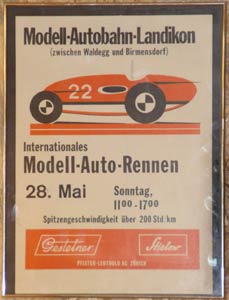 Modell-Autobahn-Landikon
(zwischen Waldegg und Birmensdorf)
22
Internationales
Modell-Auto-Rennen
28. Mai Sonntag,
1100-1700
Spitzengeschwindigkeit über 200 Std/km
Gestetner
PFISTER-LEUTHOLD AG ZÜRICH